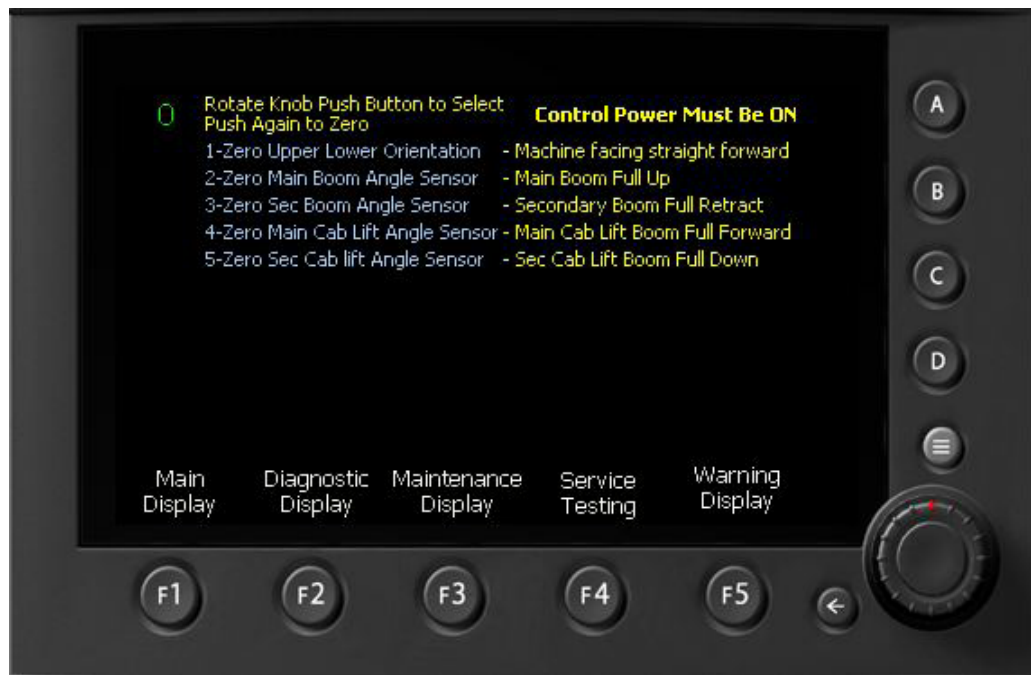 0
Rotate Knob Push Button to Select
Push Again to Zero
Control Power Must Be ON
1-Zero Upper Lower Orientation - Machine facing straight forward
2-Zero Main Boom Angle Sensor - Main Boom Full Up
3-Zero Sec Boom Angle Sensor - Secondary Boom Full Retract
4-Zero Main Cab Lift Angle Sensor - Main Cab Lift Boom Full Forward
5-Zero Sec Cab lift Angle Sensor - Sec Cab Lift Boom Full Down
Main Display
Diagnostic Display
Maintenance Display
Service Testing
Warning Display
A
B
C
D
F1 F2 F3 F4 F5